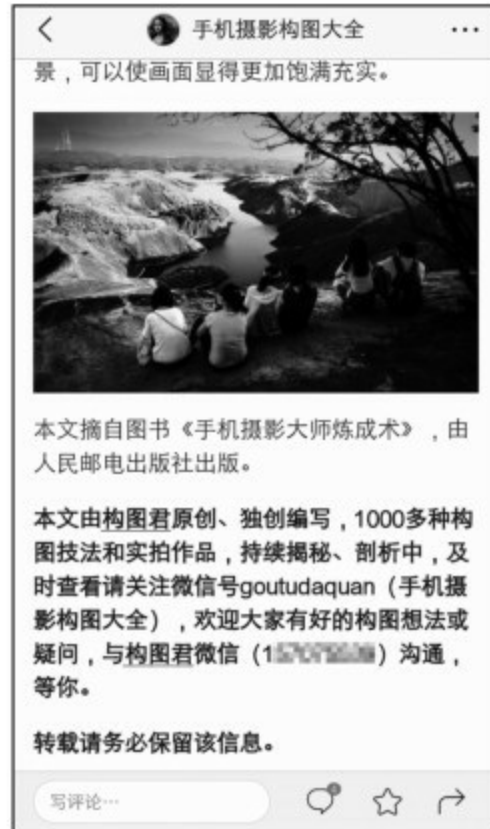 手机摄影构图大全
景，可以使画面显得更加饱满充实。
本文摘自图书《手机摄影大师炼成术》，由
人民邮电出版社出版。
本文由构图君原创、独创编写，1000多种构
图技法和实拍作品，持续揭秘、剖析中，及
时查看请关注微信号goutudaquan（手机摄
影构图大全），欢迎大家有好的构图想法或
疑问，与构图君微信（1）沟通，
等你。
转载请务必保留该信息。
写评论…